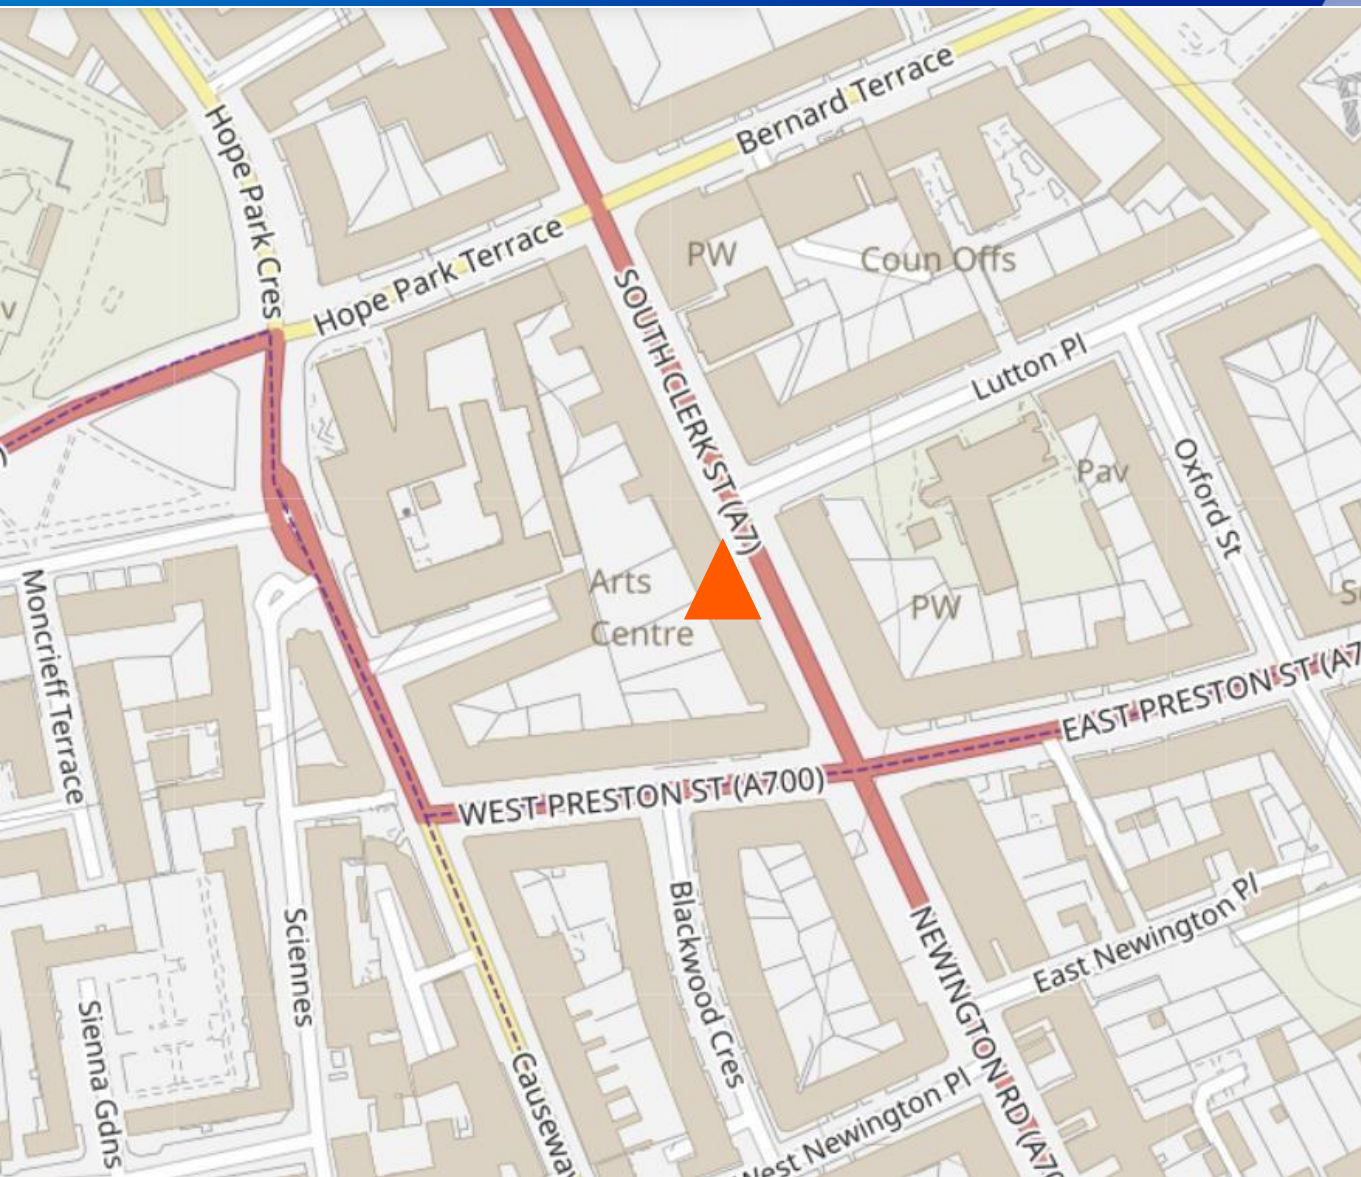 Bernard Terrace
Hope Park Cres
Hope Park Terrace
PW
Coun Offs
SOUTH CLERK ST (A7)
Lutton Pl
Pav
Oxford St
Arts
Centre
PW
Moncrieff Terrace
EAST PRESTON ST (A7
WEST PRESTON ST (A700)
Blackwood Cres
Sciennes
East Newington Pl
NEWINGTON RD (A7
Sienna Gdns
Causeway
West Newington Pl